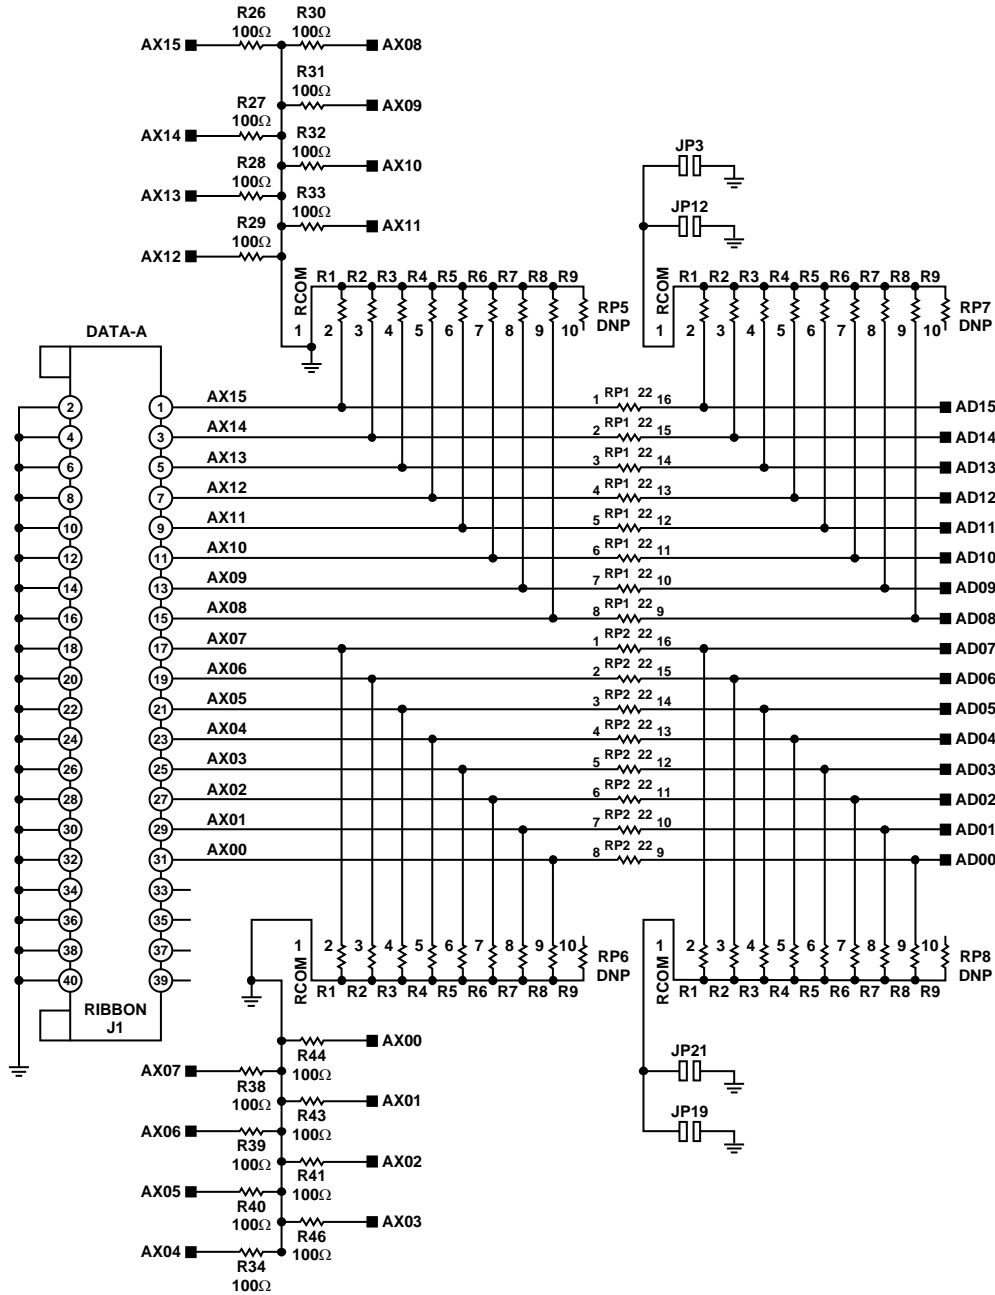 R26 R30
100Ω 100Ω
AX15 AX08
R31
100Ω
AX09
R27
100Ω
AX14
R32
100Ω
AX10
R28
100Ω
AX13
R33
100Ω
AX11
R29
100Ω
AX12
JP3
JP12
RCOM R1 R2 R3 R4 R5 R6 R7 R8 R9
1 2 3 4 5 6 7 8 9 10
RP5
DNP
RCOM R1 R2 R3 R4 R5 R6 R7 R8 R9
1 2 3 4 5 6 7 8 9 10
RP7
DNP
DATA-A
2 1 AX15 1 RP1 22 16 AD15
4 3 AX14 2 RP1 22 15 AD14
6 5 AX13 3 RP1 22 14 AD13
8 7 AX12 4 RP1 22 13 AD12
10 9 AX11 5 RP1 22 12 AD11
12 11 AX10 6 RP1 22 11 AD10
14 13 AX09 7 RP1 22 10 AD09
16 15 AX08 8 RP1 22 9 AD08
18 17 AX07 1 RP2 22 16 AD07
20 19 AX06 2 RP2 22 15 AD06
22 21 AX05 3 RP2 22 14 AD05
24 23 AX04 4 RP2 22 13 AD04
26 25 AX03 5 RP2 22 12 AD03
28 27 AX02 6 RP2 22 11 AD02
30 29 AX01 7 RP2 22 10 AD01
32 31 AX00 8 RP2 22 9 AD00
34 33
36 35
38 37
40 39
RIBBON
J1
1 2 3 4 5 6 7 8 9 10
RCOM R1 R2 R3 R4 R5 R6 R7 R8 R9
RP6
DNP
1 2 3 4 5 6 7 8 9 10
RCOM R1 R2 R3 R4 R5 R6 R7 R8 R9
RP8
DNP
AX00
R44
100Ω
AX07
R38
100Ω
AX01
R43
100Ω
AX06
R39
100Ω
AX02
R41
100Ω
AX05
R40
100Ω
AX03
R46
100Ω
AX04
R34
100Ω
JP21
JP19